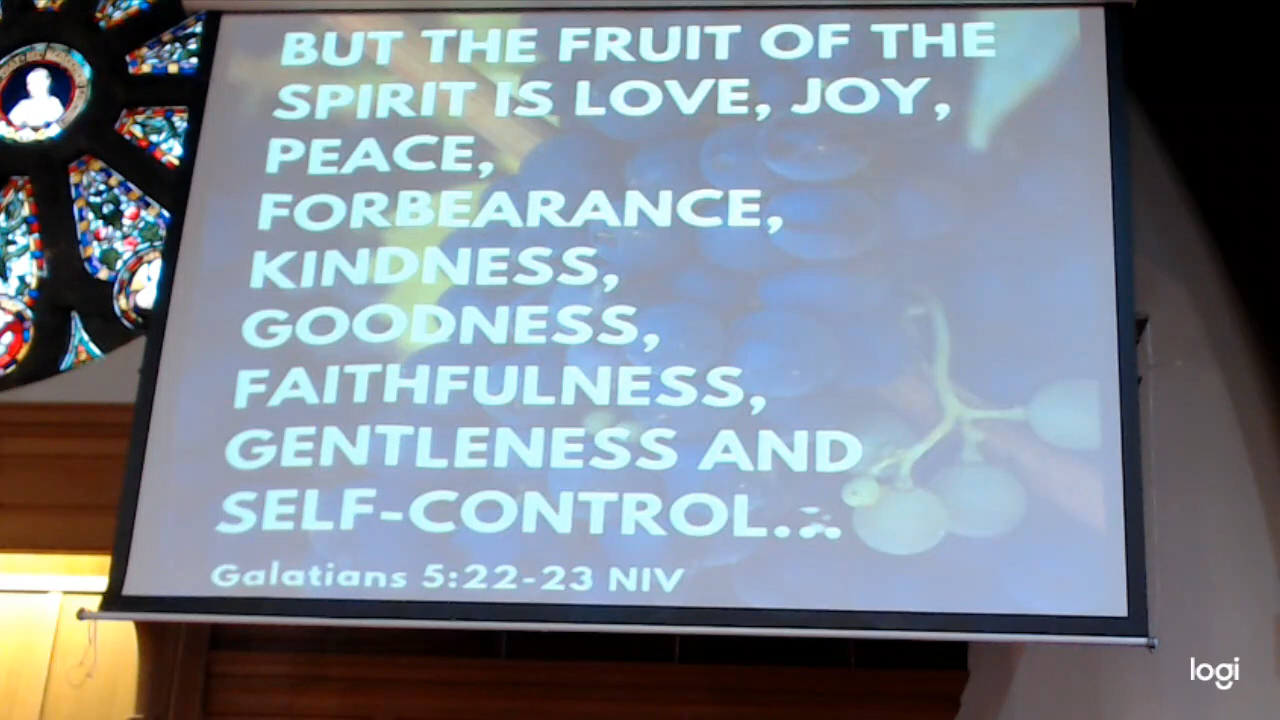 BUT THE FRUIT OF THE
SPIRIT IS LOVE, JOY,
PEACE,
FORBEARANCE,
KINDNESS,
GOODNESS,
FAITHFULNESS,
GENTLENESS AND
SELF-CONTROL...
Galatians 5:22-23 NIV
logi